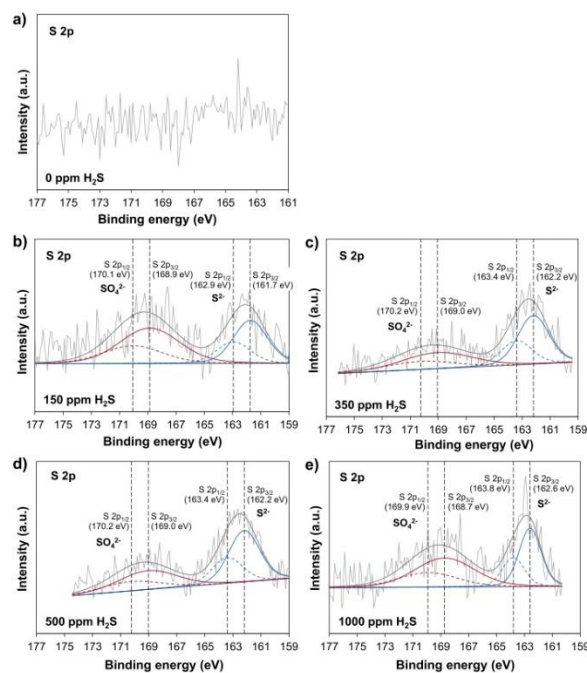 a)
S 2p
Intensity (a.u.)
0 ppm H₂S
177 175 173 171 169 167 165 163 161
Binding energy (eV)
b)
S 2p
S 2p₁/₂
(170.1 eV)
S 2p₃/₂
(168.9 eV)
SO₄²⁻
S 2p₁/₂
(162.9 eV)
S 2p₃/₂
(161.7 eV)
S²⁻
Intensity (a.u.)
150 ppm H₂S
177 175 173 171 169 167 165 163 161 159
Binding energy (eV)
c)
S 2p
S 2p₁/₂
(170.2 eV)
S 2p₃/₂
(169.0 eV)
SO₄²⁻
S 2p₁/₂
(163.4 eV)
S 2p₃/₂
(162.2 eV)
S²⁻
Intensity (a.u.)
350 ppm H₂S
177 175 173 171 169 167 165 163 161 159
Binding energy (eV)
d)
S 2p
S 2p₁/₂
(170.2 eV)
S 2p₃/₂
(169.0 eV)
SO₄²⁻
S 2p₁/₂
(163.4 eV)
S 2p₃/₂
(162.2 eV)
S²⁻
Intensity (a.u.)
500 ppm H₂S
177 175 173 171 169 167 165 163 161 159
Binding energy (eV)
e)
S 2p
S 2p₁/₂
(169.9 eV)
S 2p₃/₂
(168.7 eV)
SO₄²⁻
S 2p₁/₂
(163.8 eV)
S 2p₃/₂
(162.6 eV)
S²⁻
Intensity (a.u.)
1000 ppm H₂S
177 175 173 171 169 167 165 163 161 159
Binding energy (eV)